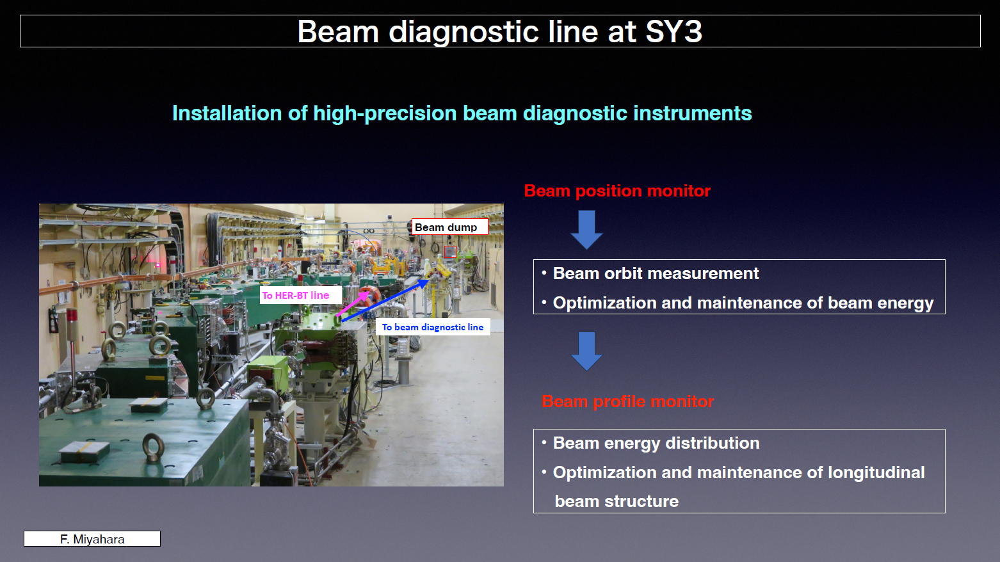 Beam diagnostic line at SY3
Installation of high-precision beam diagnostic instruments
Beam dump
To HER-BT line
To beam diagnostic line
Beam position monitor
• Beam orbit measurement
• Optimization and maintenance of beam energy
Beam profile monitor
• Beam energy distribution
• Optimization and maintenance of longitudinal
beam structure
F. Miyahara